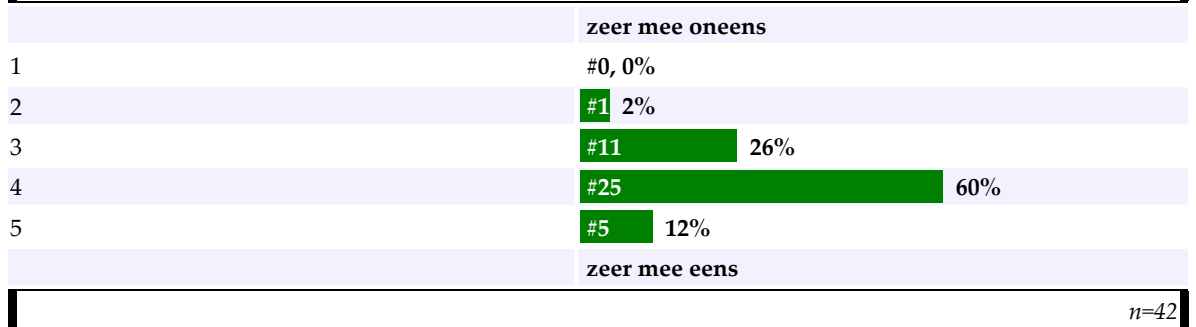 zeer mee oneens
1 #0, 0%
2 #1 2%
3 #11 26%
4 #25 60%
5 #5 12%
zeer mee eens
n=42